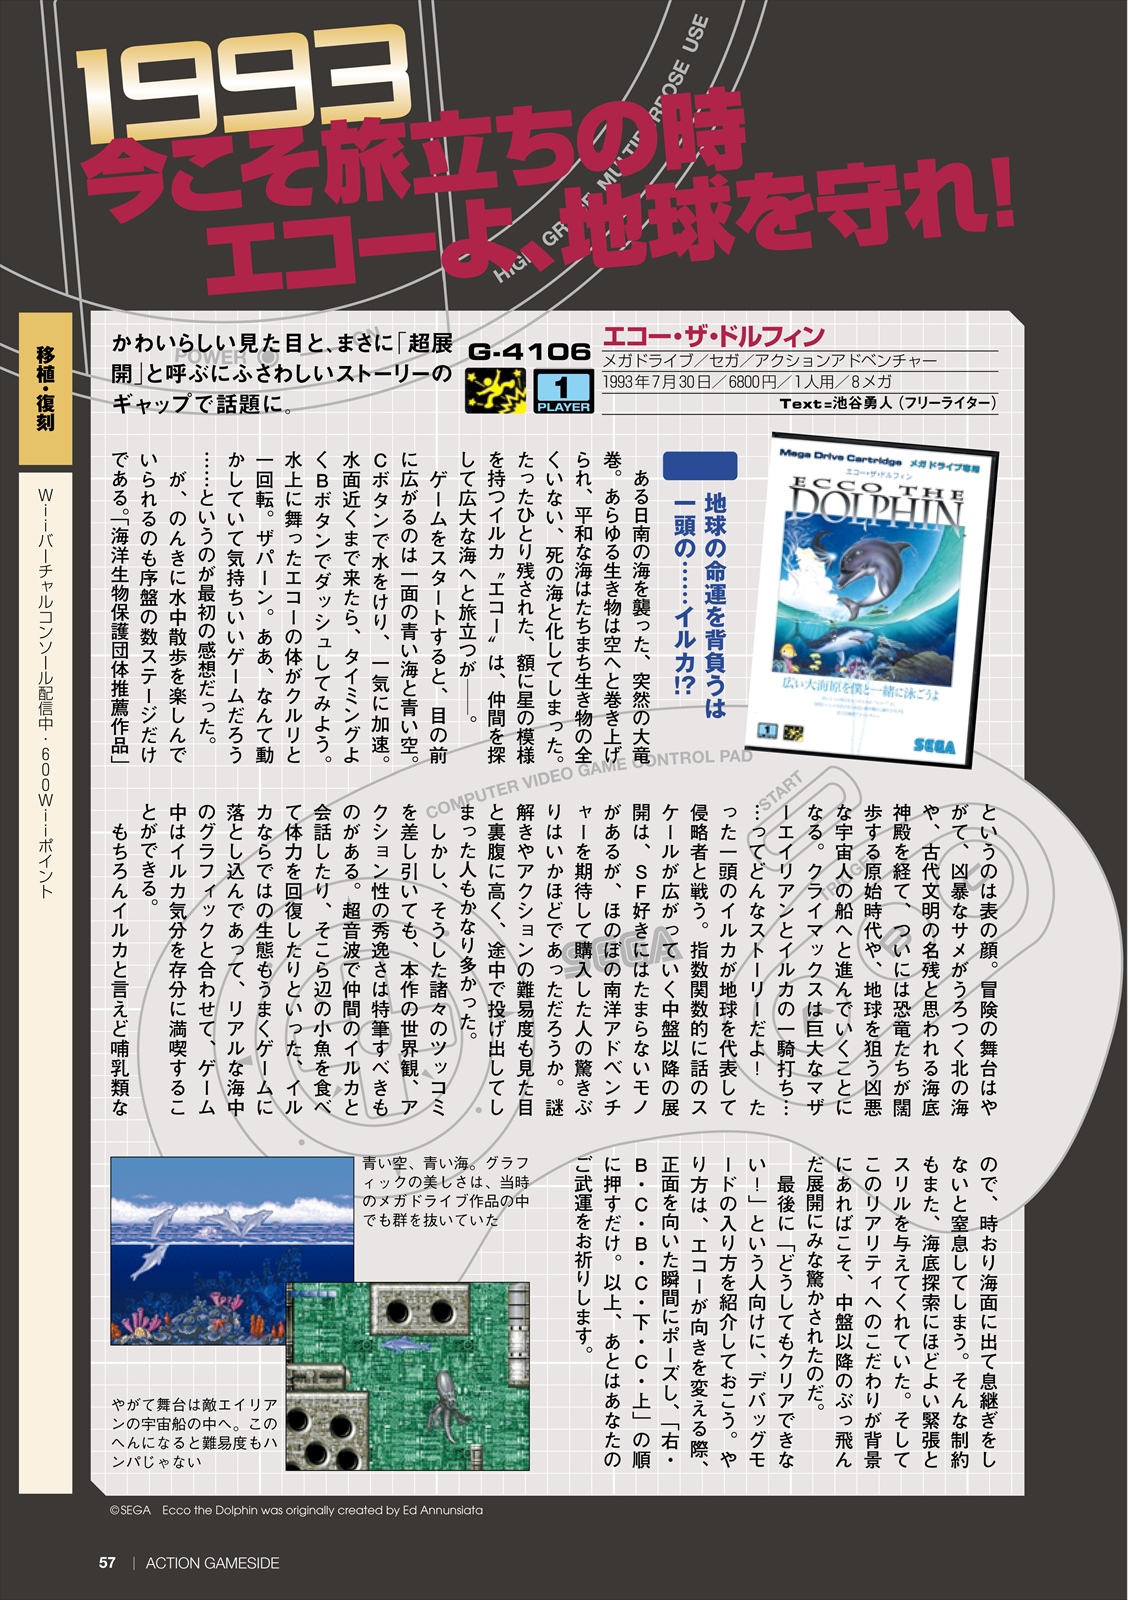 1993
今こそ旅立ちの時
エコーよ、地球を守れ!
HIGH GRADE MULTIPURPOSE USE
移植・復刻
Wiiバーチャルコンソール配信中・600Wiiポイント
かわいらしい見た目と、まさに「超展
開」と呼ぶにふさわしいストーリーの
ギャップで話題に。
POWER
ON
G-4106
1
PLAYER
エコー・ザ・ドルフィン
メガドライブ/セガ/アクションアドベンチャー
1993年7月30日/6800円/1人用/8メガ
Text=池谷勇人(フリーライター)
Mega Drive Cartridge メガドライブ専用
エコー・ザ・ドルフィン
ECCO THE
DOLPHIN
広い大海原を僕と一緒に泳ごうよ
1
SEGA
地球の命運を背負うは
一頭の……イルカ!?
ある日南の海を襲った、突然の大竜
巻。あらゆる生き物は空へと巻き上げ
られ、平和な海はたちまち生き物の全
くいない、死の海と化してしまった。
たったひとり残された、額に星の模様
を持つイルカ〝エコー〟は、仲間を探
して広大な海へと旅立つが――。
ゲームをスタートすると、目の前
に広がるのは一面の青い海と青い空。
Cボタンで水をけり、一気に加速。
水面近くまで来たら、タイミングよ
くBボタンでダッシュしてみよう。
水上に舞ったエコーの体がクルリと
一回転。ザパーン。ああ、なんて動
かしていて気持ちいいゲームだろう
……というのが最初の感想だった。
が、のんきに水中散歩を楽しんで
いられるのも序盤の数ステージだけ
である。「海洋生物保護団体推薦作品」
というのは表の顔。冒険の舞台はや
がて、凶暴なサメがうろつく北の海
や、古代文明の名残と思われる海底
神殿を経て、ついには恐竜たちが闊
歩する原始時代や、地球を狙う凶悪
な宇宙人の船へと進んでいくことに
なる。クライマックスは巨大なマザ
ーエイリアンとイルカの一騎打ち…
…ってどんなストーリーだよ! た
った一頭のイルカが地球を代表して
侵略者と戦う。指数関数的に話のス
ケールが広がっていく中盤以降の展
開は、SF好きにはたまらないモノ
があるが、ほのぼの南洋アドベンチ
ャーを期待して購入した人の驚きぶ
りはいかほどであっただろうか。謎
解きやアクションの難易度も見た目
と裏腹に高く、途中で投げ出してし
まった人もかなり多かった。
しかし、そうした諸々のツッコミ
を差し引いても、本作の世界観、ア
クション性の秀逸さは特筆すべきも
のがある。超音波で仲間のイルカと
会話したり、そこら辺の小魚を食べ
て体力を回復したりといった、イル
カならではの生態もうまくゲームに
落とし込んであって、リアルな海中
のグラフィックと合わせて、ゲーム
中はイルカ気分を存分に満喫するこ
とができる。
もちろんイルカと言えど哺乳類な
ので、時おり海面に出て息継ぎをし
ないと窒息してしまう。そんな制約
もまた、海底探索にほどよい緊張と
スリルを与えてくれていた。そして
このリアリティへのこだわりが背景
にあればこそ、中盤以降のぶっ飛ん
だ展開にみな驚かされたのだ。
最後に「どうしてもクリアできな
い!」という人向けに、デバッグモ
ードの入り方を紹介しておこう。や
り方は、エコーが向きを変える際、
正面を向いた瞬間にポーズし、「右・
B・C・B・C・下・C・上」の順
に押すだけ。以上、あとはあなたの
ご武運をお祈りします。
COMPUTER VIDEO GAME CONTROL PAD
START
SEGA
青い空、青い海。グラフ
ィックの美しさは、当時
のメガドライブ作品の中
でも群を抜いていた
やがて舞台は敵エイリア
ンの宇宙船の中へ。この
へんになると難易度もハ
ンパじゃない
©SEGA Ecco the Dolphin was originally created by Ed Annunsiata
57 | ACTION GAMESIDE